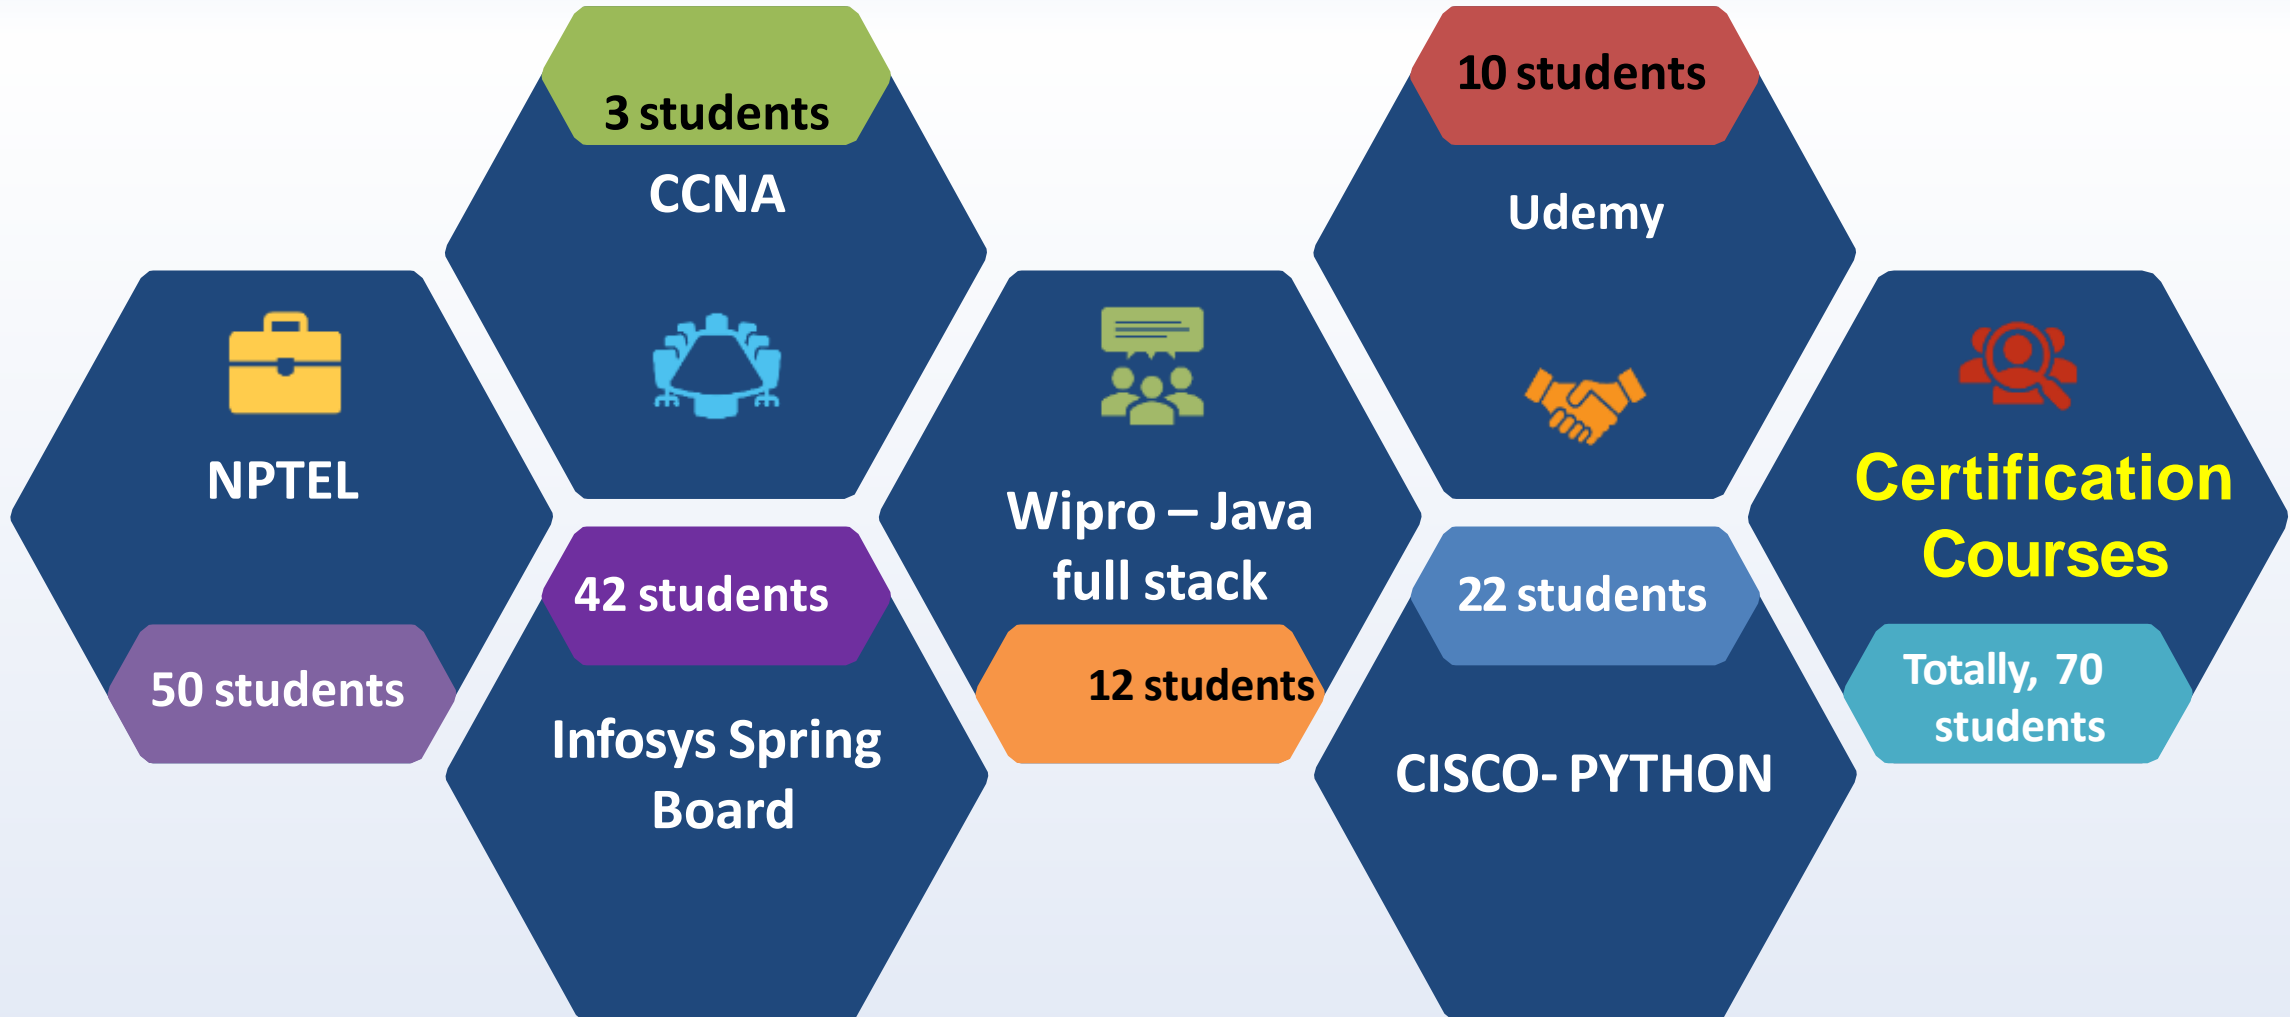 3 students
CCNA
10 students
Udemy
NPTEL
50 students
42 students
Infosys Spring
Board
Wipro – Java
full stack
12 students
22 students
CISCO- PYTHON
Certification
Courses
Totally, 70
students